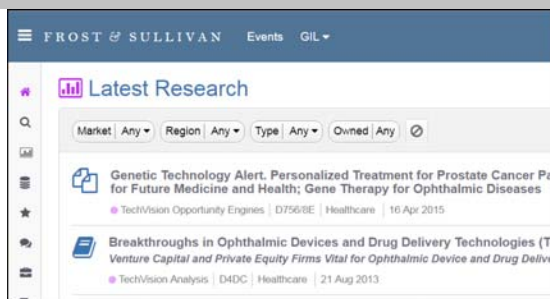 FROST & SULLIVAN Events GIL
Latest Research
Market Any Region Any Type Any Owned Any
Genetic Technology Alert. Personalized Treatment for Prostate Cancer Pa
for Future Medicine and Health; Gene Therapy for Ophthalmic Diseases
TechVision Opportunity Engines D756/8E Healthcare 16 Apr 2015
Breakthroughs in Ophthalmic Devices and Drug Delivery Technologies (T
Venture Capital and Private Equity Firms Vital for Ophthalmic Device and Drug Delive
TechVision Analysis D4DC Healthcare 21 Aug 2013